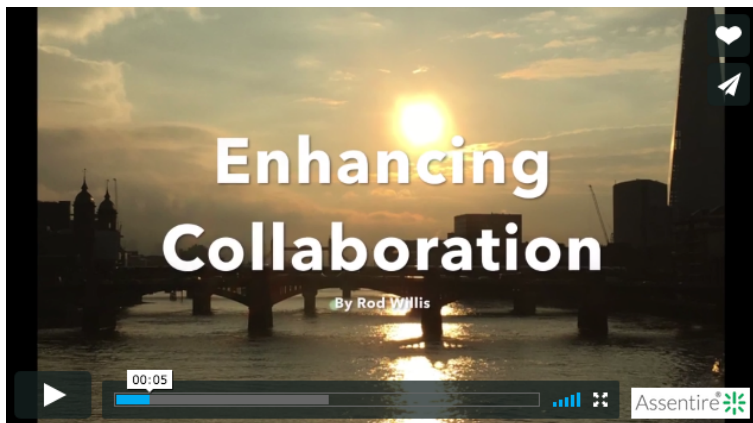 Enhancing
Collaboration
By Rod Willis
00:05
Assentire®